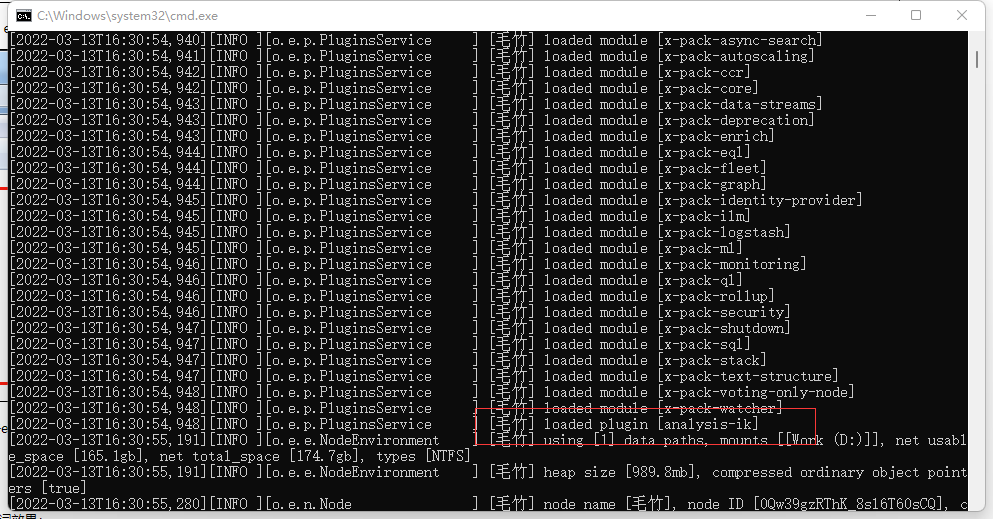 C:\Windows\system32\cmd.exe
[2022-03-13T16:30:54,940][INFO ][o.e.p.PluginsService     ] [毛竹] loaded module [x-pack-async-search]
[2022-03-13T16:30:54,941][INFO ][o.e.p.PluginsService     ] [毛竹] loaded module [x-pack-autoscaling]
[2022-03-13T16:30:54,942][INFO ][o.e.p.PluginsService     ] [毛竹] loaded module [x-pack-ccr]
[2022-03-13T16:30:54,942][INFO ][o.e.p.PluginsService     ] [毛竹] loaded module [x-pack-core]
[2022-03-13T16:30:54,943][INFO ][o.e.p.PluginsService     ] [毛竹] loaded module [x-pack-data-streams]
[2022-03-13T16:30:54,943][INFO ][o.e.p.PluginsService     ] [毛竹] loaded module [x-pack-deprecation]
[2022-03-13T16:30:54,943][INFO ][o.e.p.PluginsService     ] [毛竹] loaded module [x-pack-enrich]
[2022-03-13T16:30:54,944][INFO ][o.e.p.PluginsService     ] [毛竹] loaded module [x-pack-eql]
[2022-03-13T16:30:54,944][INFO ][o.e.p.PluginsService     ] [毛竹] loaded module [x-pack-fleet]
[2022-03-13T16:30:54,944][INFO ][o.e.p.PluginsService     ] [毛竹] loaded module [x-pack-graph]
[2022-03-13T16:30:54,945][INFO ][o.e.p.PluginsService     ] [毛竹] loaded module [x-pack-identity-provider]
[2022-03-13T16:30:54,945][INFO ][o.e.p.PluginsService     ] [毛竹] loaded module [x-pack-ilm]
[2022-03-13T16:30:54,945][INFO ][o.e.p.PluginsService     ] [毛竹] loaded module [x-pack-logstash]
[2022-03-13T16:30:54,945][INFO ][o.e.p.PluginsService     ] [毛竹] loaded module [x-pack-ml]
[2022-03-13T16:30:54,946][INFO ][o.e.p.PluginsService     ] [毛竹] loaded module [x-pack-monitoring]
[2022-03-13T16:30:54,946][INFO ][o.e.p.PluginsService     ] [毛竹] loaded module [x-pack-ql]
[2022-03-13T16:30:54,946][INFO ][o.e.p.PluginsService     ] [毛竹] loaded module [x-pack-rollup]
[2022-03-13T16:30:54,946][INFO ][o.e.p.PluginsService     ] [毛竹] loaded module [x-pack-security]
[2022-03-13T16:30:54,947][INFO ][o.e.p.PluginsService     ] [毛竹] loaded module [x-pack-shutdown]
[2022-03-13T16:30:54,947][INFO ][o.e.p.PluginsService     ] [毛竹] loaded module [x-pack-sql]
[2022-03-13T16:30:54,947][INFO ][o.e.p.PluginsService     ] [毛竹] loaded module [x-pack-stack]
[2022-03-13T16:30:54,947][INFO ][o.e.p.PluginsService     ] [毛竹] loaded module [x-pack-text-structure]
[2022-03-13T16:30:54,948][INFO ][o.e.p.PluginsService     ] [毛竹] loaded module [x-pack-voting-only-node]
[2022-03-13T16:30:54,948][INFO ][o.e.p.PluginsService     ] [毛竹] loaded module [x-pack-watcher]
[2022-03-13T16:30:54,948][INFO ][o.e.p.PluginsService     ] [毛竹] loaded plugin [analysis-ik]
[2022-03-13T16:30:55,191][INFO ][o.e.e.NodeEnvironment    ] [毛竹] using [1] data paths, mounts [[Work (D:)]], net usabl
e_space [165.1gb], net total_space [174.7gb], types [NTFS]
[2022-03-13T16:30:55,191][INFO ][o.e.e.NodeEnvironment    ] [毛竹] heap size [989.8mb], compressed ordinary object point
ers [true]
[2022-03-13T16:30:55,280][INFO ][o.e.n.Node               ] [毛竹] node name [毛竹], node ID [0Qw39gzRThK_8s16T60sCQ], c